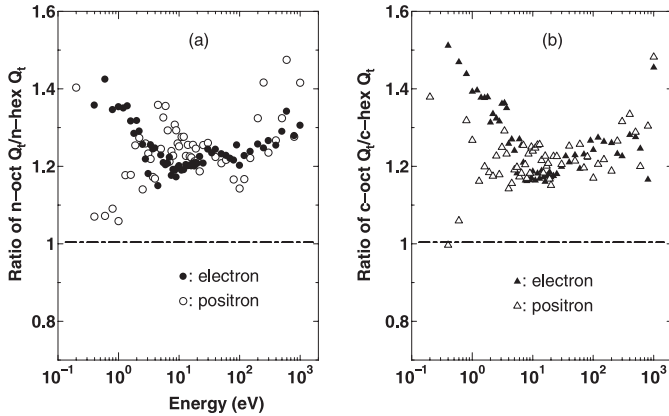 Ratio of n–oct Qt/n–hex Qt
1.6
1.4
1.2
1
0.8
(a)
●: electron
○: positron
10−1 100 101 102 103
Energy (eV)
Ratio of c–oct Qt/c–hex Qt
1.6
1.4
1.2
1
0.8
(b)
▲: electron
△: positron
10−1 100 101 102 103
Energy (eV)